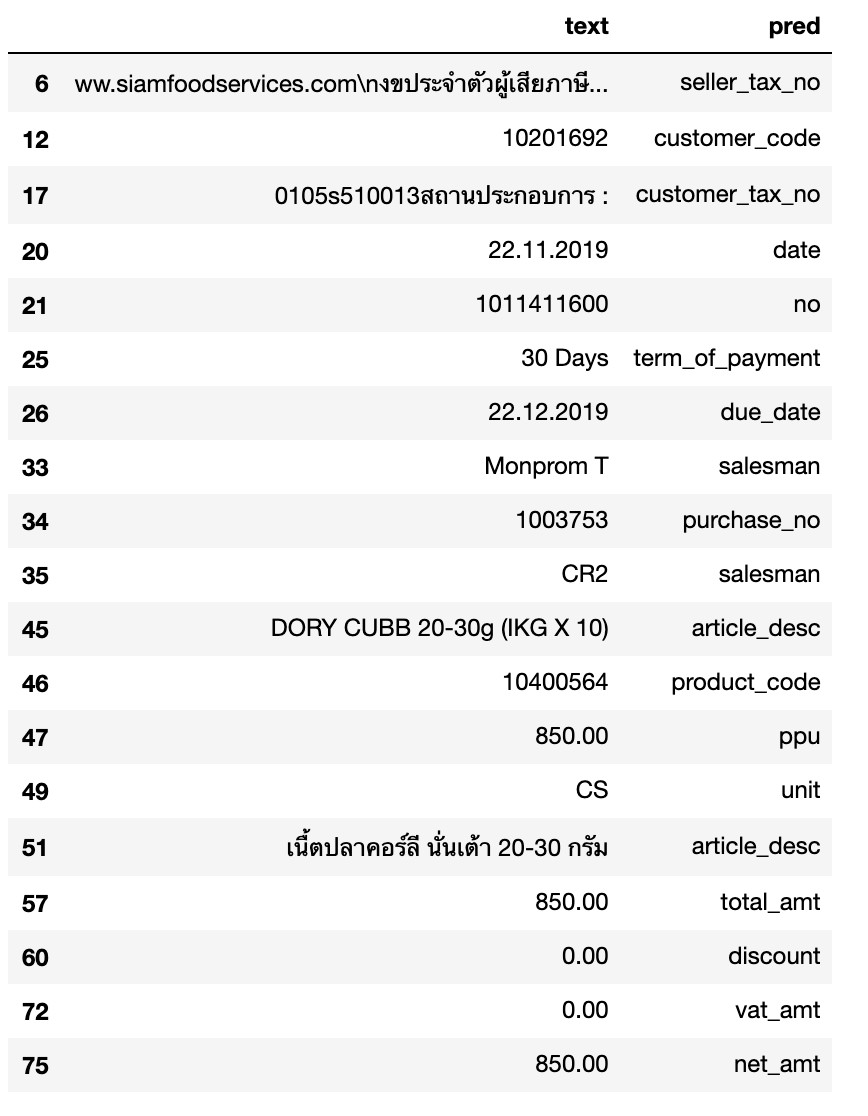 text pred
6 ww.siamfoodservices.com\nงขประจำตัวผู้เสียภาษี... seller_tax_no
12 10201692 customer_code
17 0105s510013สถานประกอบการ : customer_tax_no
20 22.11.2019 date
21 1011411600 no
25 30 Days term_of_payment
26 22.12.2019 due_date
33 Monprom T salesman
34 1003753 purchase_no
35 CR2 salesman
45 DORY CUBB 20-30g (IKG X 10) article_desc
46 10400564 product_code
47 850.00 ppu
49 CS unit
51 เนื้ตปลาคอร์ลี นั่นเต้า 20-30 กรัม article_desc
57 850.00 total_amt
60 0.00 discount
72 0.00 vat_amt
75 850.00 net_amt